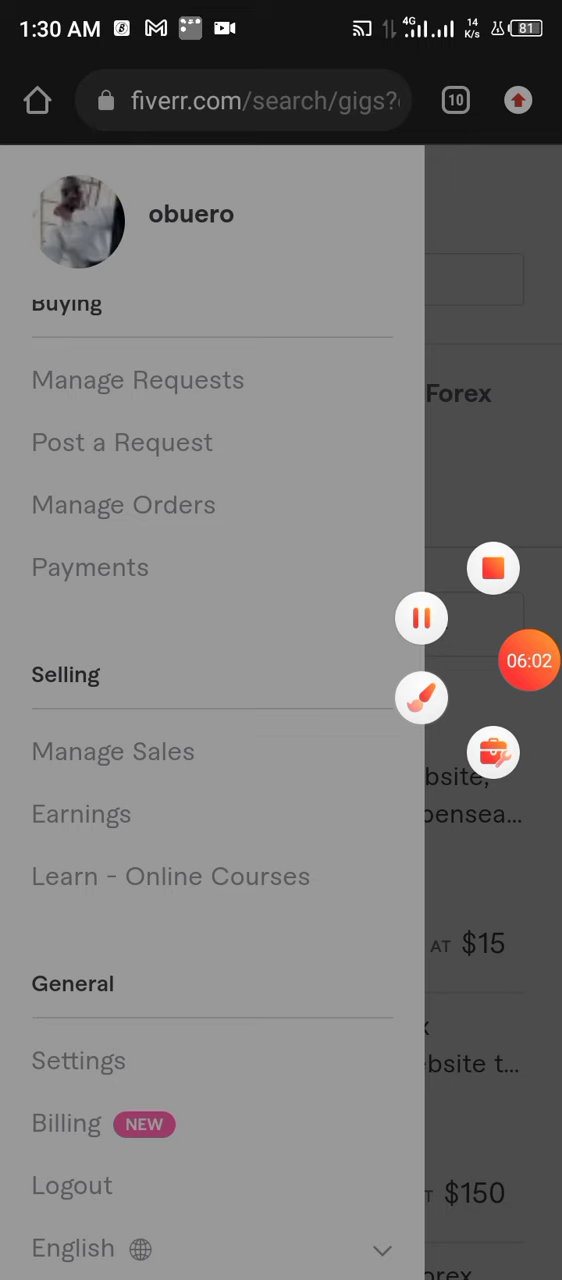 1:30 AM
4G
14
K/s
81
fiverr.com/search/gigs?
10
obuero
Buying
Manage Requests
Forex
Post a Request
Manage Orders
Payments
06:02
Selling
Manage Sales
Earnings
Learn - Online Courses
AT $15
General
Settings
Billing NEW
$150
Logout
English